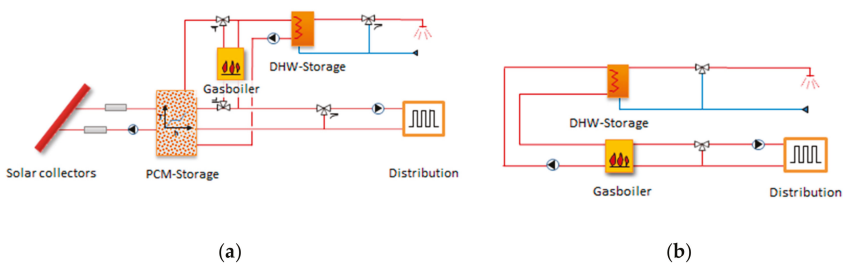 DHW-Storage
Gasboiler
Solar collectors
PCM-Storage
Distribution
(a)
DHW-Storage
Gasboiler
Distribution
(b)